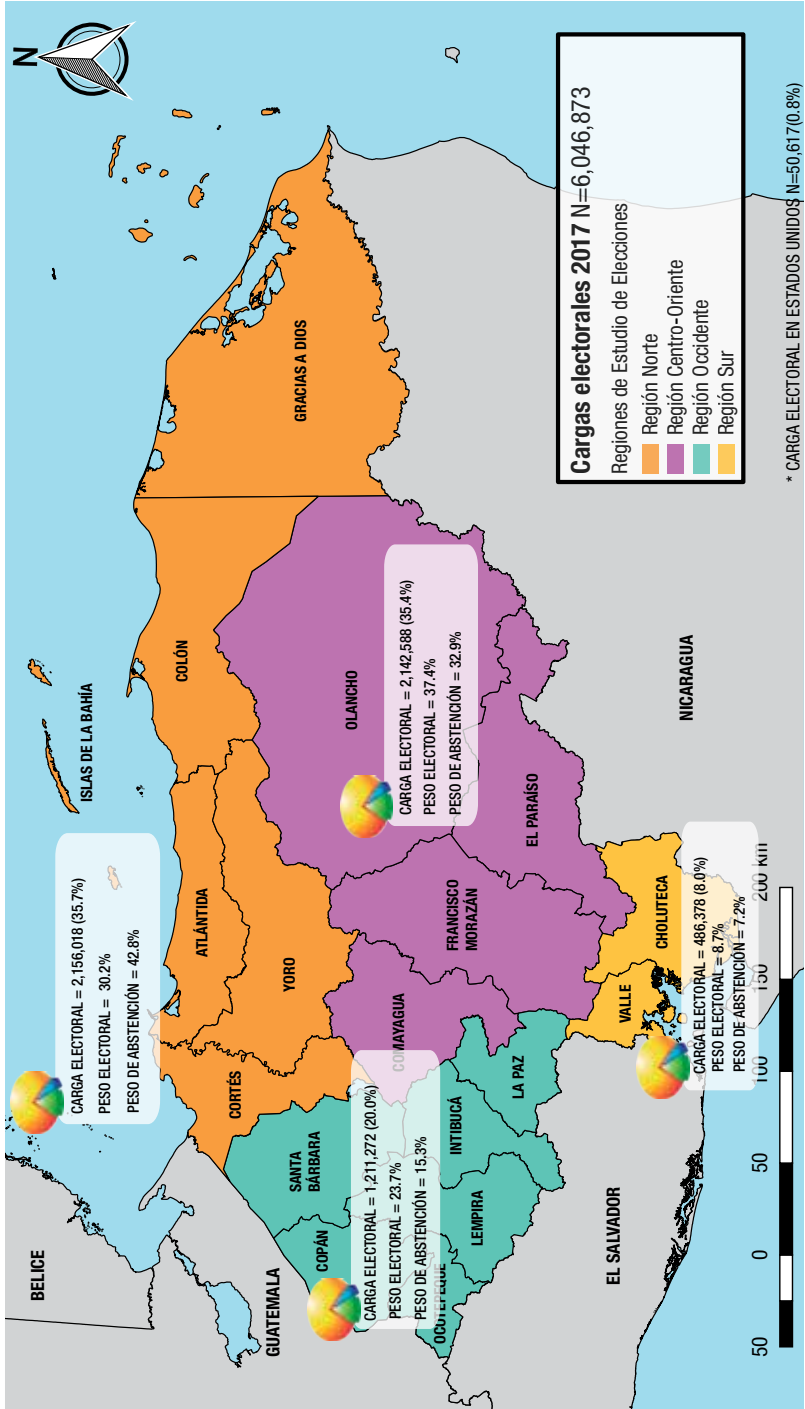 N
BELICE
ISLAS DE LA BAHÍA
CARGA ELECTORAL = 2,156,018 (35.7%)
PESO ELECTORAL = 30.2%
PESO DE ABSTENCIÓN = 42.8%
GUATEMALA
CORTÉS
ATLÁNTIDA
COLÓN
GRACIAS A DIOS
YORO
SANTA
BÁRBARA
COPÁN
OCOTEPEQUE
LEMPIRA
INTIBUCÁ
LA PAZ
COMAYAGUA
FRANCISCO
MORAZÁN
OLANCHO
EL PARAÍSO
CARGA ELECTORAL = 1,211,272 (20.0%)
PESO ELECTORAL = 23.7%
PESO DE ABSTENCIÓN = 15.3%
CARGA ELECTORAL = 2,142,588 (35.4%)
PESO ELECTORAL = 37.4%
PESO DE ABSTENCIÓN = 32.9%
VALLE
CHOLUTECA
CARGA ELECTORAL = 486,378 (8.0%)
PESO ELECTORAL = 8.7%
PESO DE ABSTENCIÓN = 7.2%
EL SALVADOR
NICARAGUA
50 0 50 100 150 200 km
Cargas electorales 2017 N=6,046,873
Regiones de Estudio de Elecciones
Región Norte
Región Centro-Oriente
Región Occidente
Región Sur
* CARGA ELECTORAL EN ESTADOS UNIDOS N=50,617(0.8%)